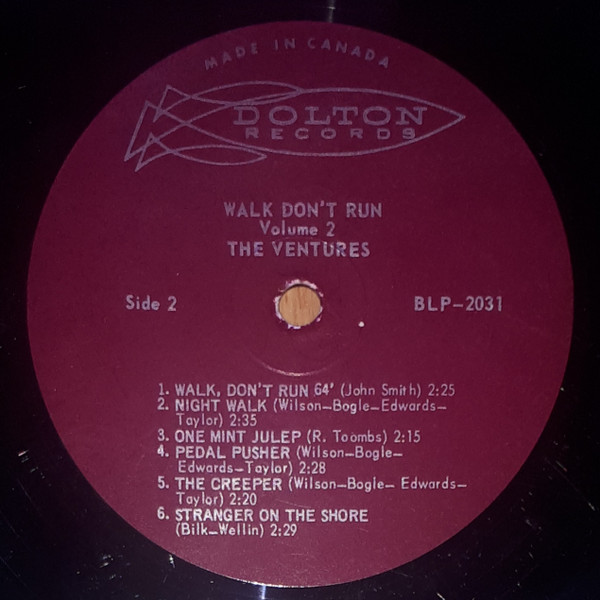 MADE IN CANADA
DOLTON
RECORDS
WALK DON'T RUN
Volume 2
THE VENTURES
Side 2
BLP-2031
1. WALK, DON'T RUN 64' (John Smith) 2:25
2. NIGHT WALK (Wilson-Bogle-Edwards-
Taylor) 2:35
3. ONE MINT JULEP (R. Toombs) 2:15
4. PEDAL PUSHER (Wilson-Bogle-
Edwards-Taylor) 2:28
5. THE CREEPER (Wilson-Bogle- Edwards-
Taylor) 2:20
6. STRANGER ON THE SHORE
(Bilk-Wellin) 2:29